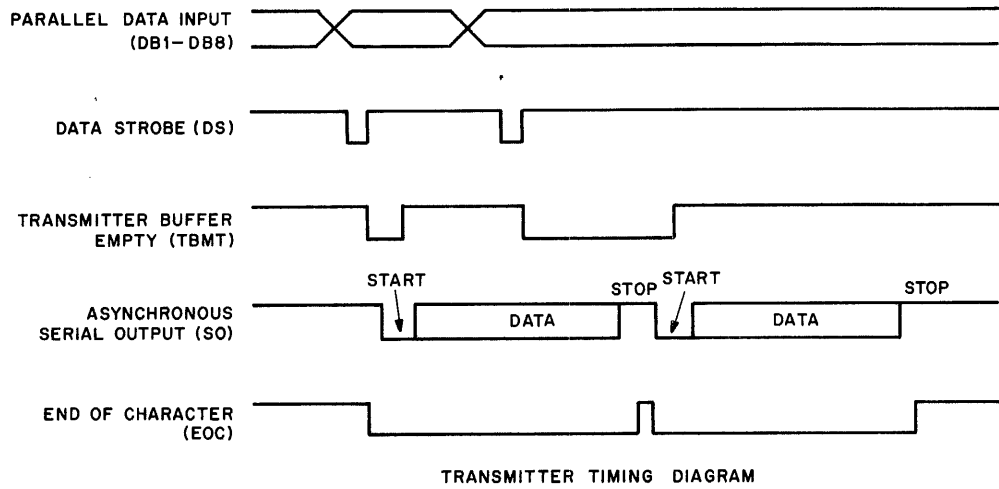 PARALLEL DATA INPUT
(DB1-DB8)
DATA STROBE (DS)
TRANSMITTER BUFFER
EMPTY (TBMT)
START
STOP
START
STOP
ASYNCHRONOUS
SERIAL OUTPUT (SO)
DATA
DATA
END OF CHARACTER
(EOC)
TRANSMITTER TIMING DIAGRAM